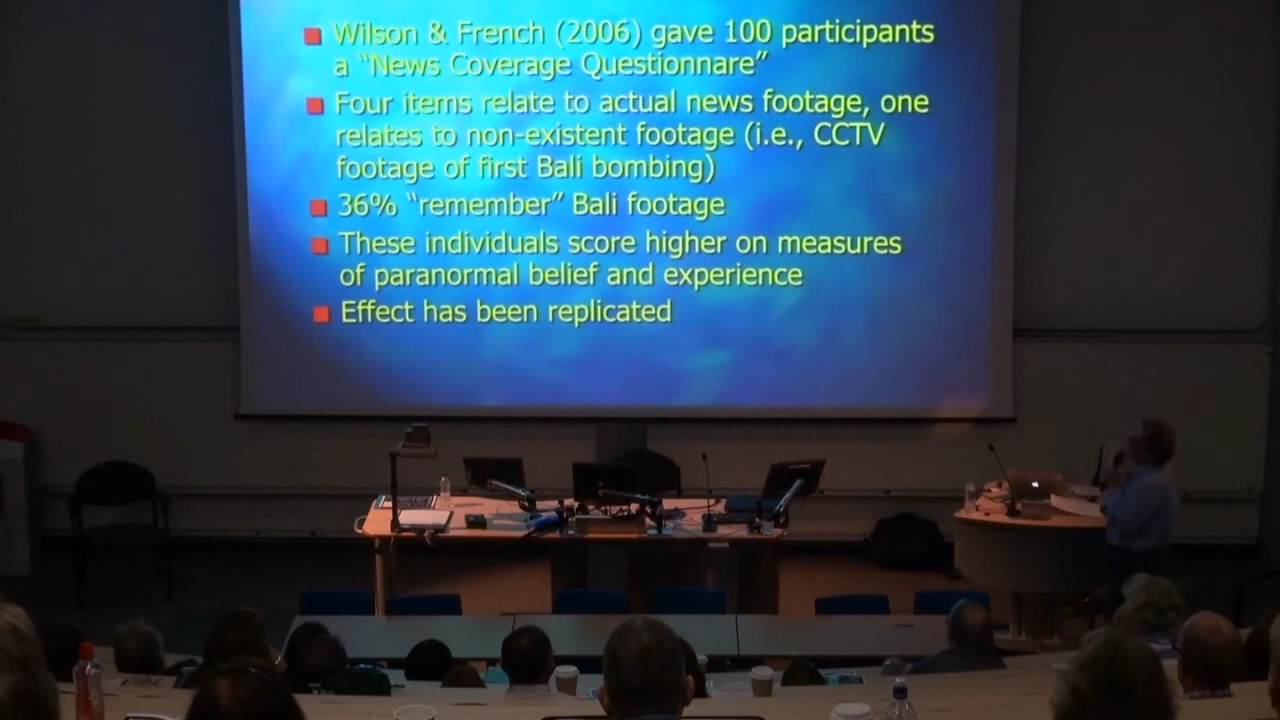 Wilson & French (2006) gave 100 participants
a "News Coverage Questionnare"
Four items relate to actual news footage, one
relates to non-existent footage (i.e., CCTV
footage of first Bali bombing)
36% "remember" Bali footage
These individuals score higher on measures
of paranormal belief and experience
Effect has been replicated